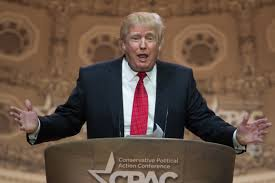 Conservative Political
Action Conference
CPAC